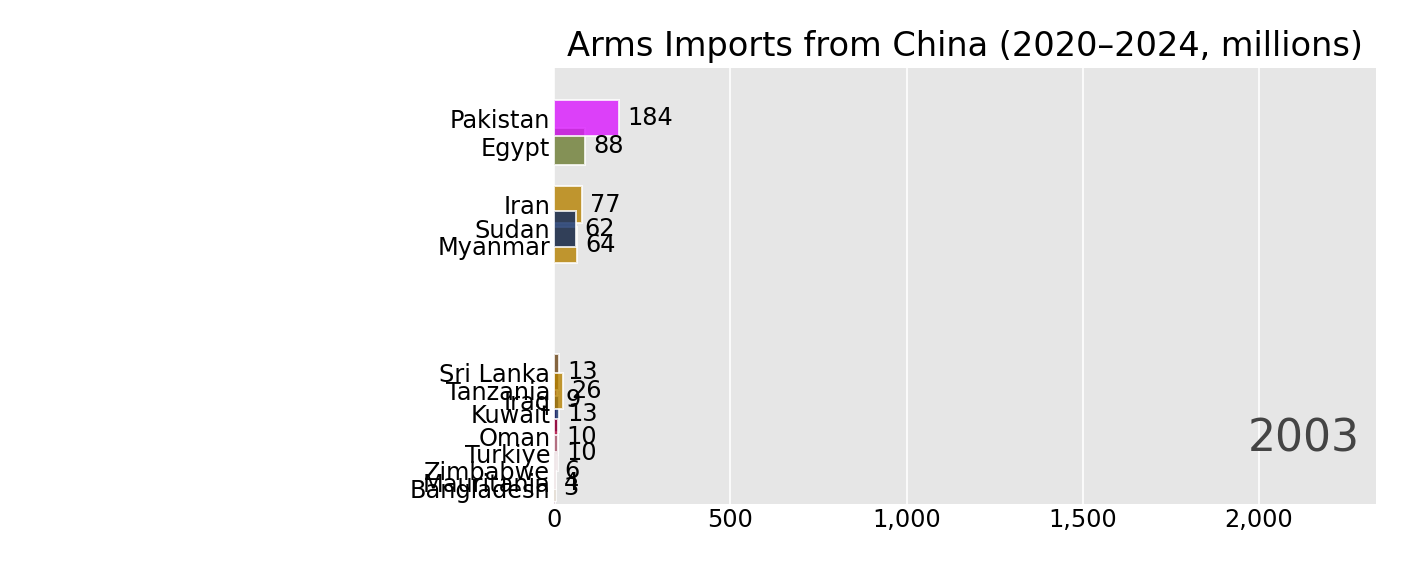 Arms Imports from China (2020–2024, millions)
Pakistan 184
Egypt 88
Iran 77
Sudan 62
Myanmar 64
Sri Lanka 13
Tanzania 26
Iraq 9
Kuwait 13
Oman 10
Türkiye 10
Zimbabwe 6
Mauritania 4
Bangladesh 3
2003
0 500 1,000 1,500 2,000